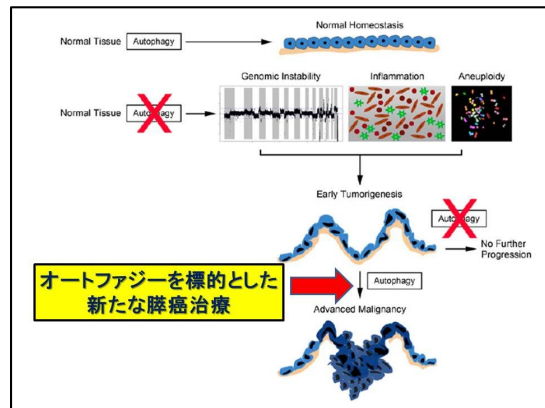 Normal Homeostasis
Normal Tissue Autophagy
Genomic Instability Inflammation Aneuploidy
Normal Tissue Autophagy
Early Tumorigenesis
Autophagy
No Further
Progression
オートファジーを標的とした
新たな膵癌治療
Autophagy
Advanced Malignancy